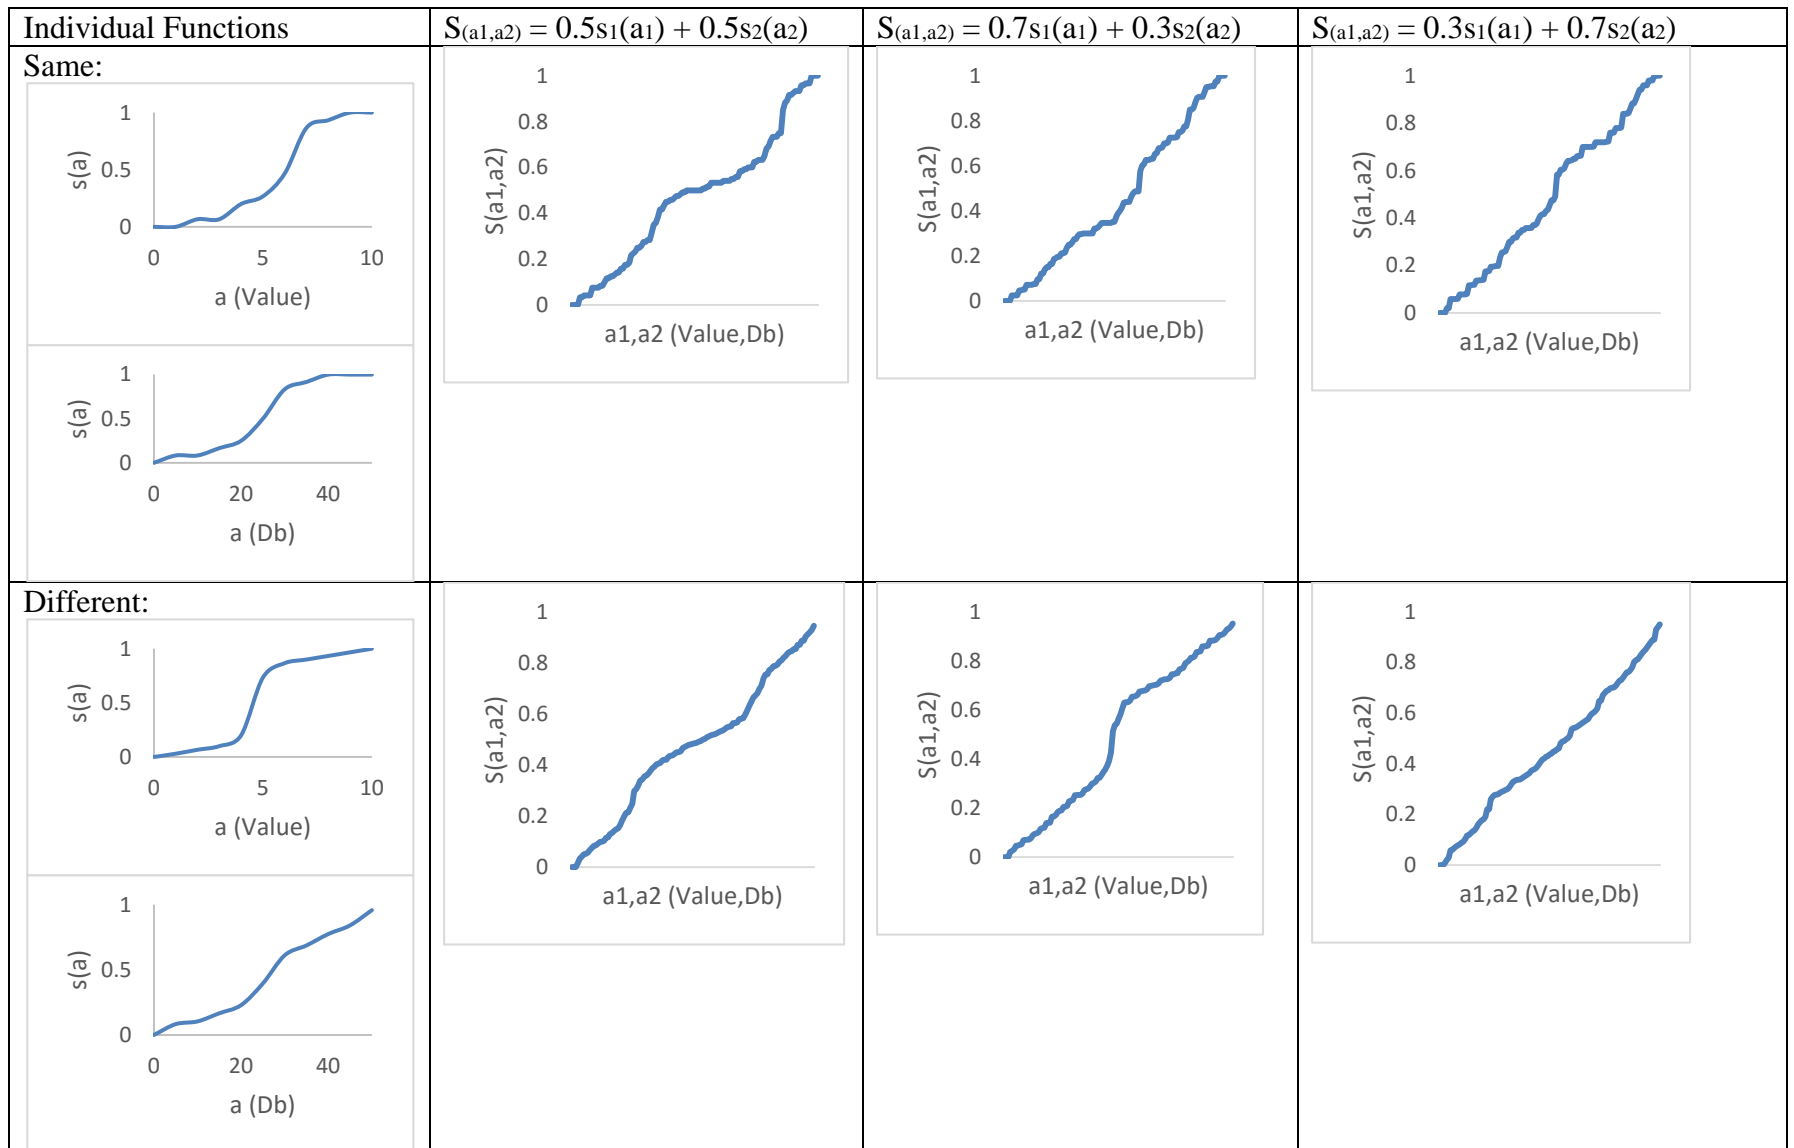 Individual Functions
S(a1,a2) = 0.5s1(a1) + 0.5s2(a2)
S(a1,a2) = 0.7s1(a1) + 0.3s2(a2)
S(a1,a2) = 0.3s1(a1) + 0.7s2(a2)
Same:
1
0.5
0
s(a)
0
5
10
a (Value)
1
0.5
0
s(a)
0
20
40
a (Db)
1
0.8
0.6
0.4
0.2
0
S(a1,a2)
a1,a2 (Value,Db)
1
0.8
0.6
0.4
0.2
0
S(a1,a2)
a1,a2 (Value,Db)
1
0.8
0.6
0.4
0.2
0
S(a1,a2)
a1,a2 (Value,Db)
Different:
1
0.5
0
s(a)
0
5
10
a (Value)
1
0.5
0
s(a)
0
20
40
a (Db)
1
0.8
0.6
0.4
0.2
0
S(a1,a2)
a1,a2 (Value,Db)
1
0.8
0.6
0.4
0.2
0
S(a1,a2)
a1,a2 (Value,Db)
1
0.8
0.6
0.4
0.2
0
S(a1,a2)
a1,a2 (Value,Db)